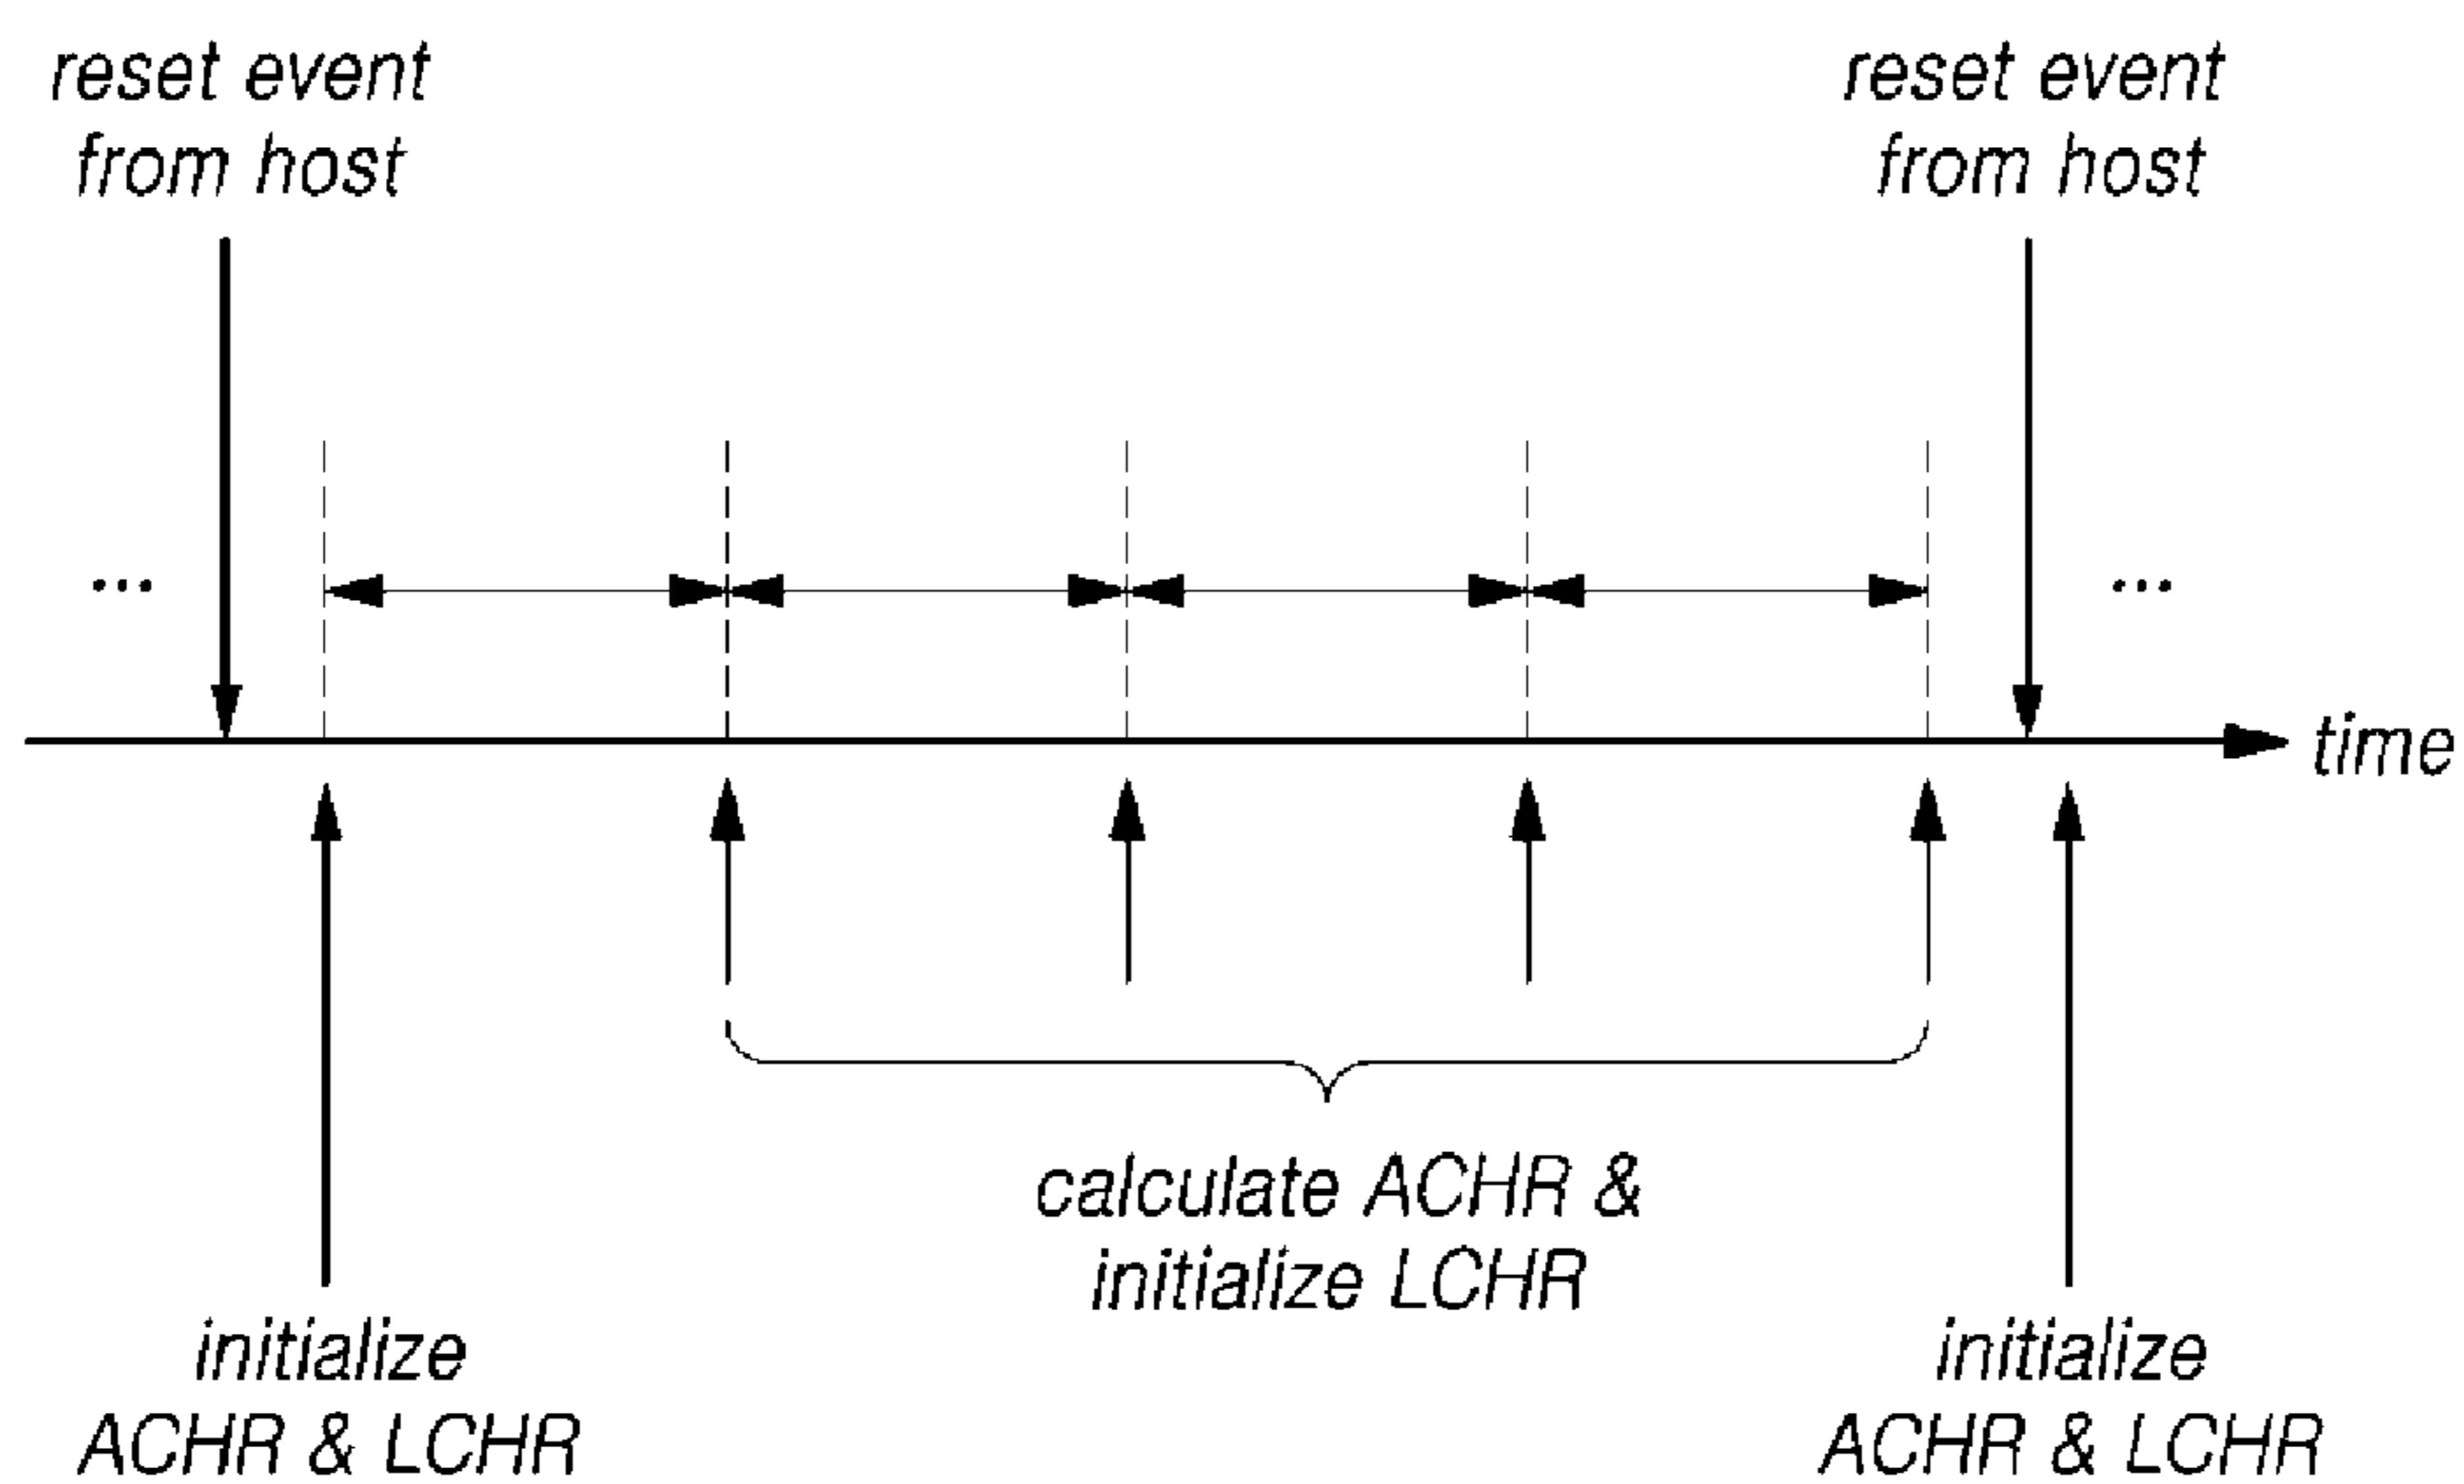 reset event
from host
reset event
from host
...
...
time
calculate ACHR &
initialize LCHR
initialize
ACHR & LCHR
initialize
ACHR & LCHR